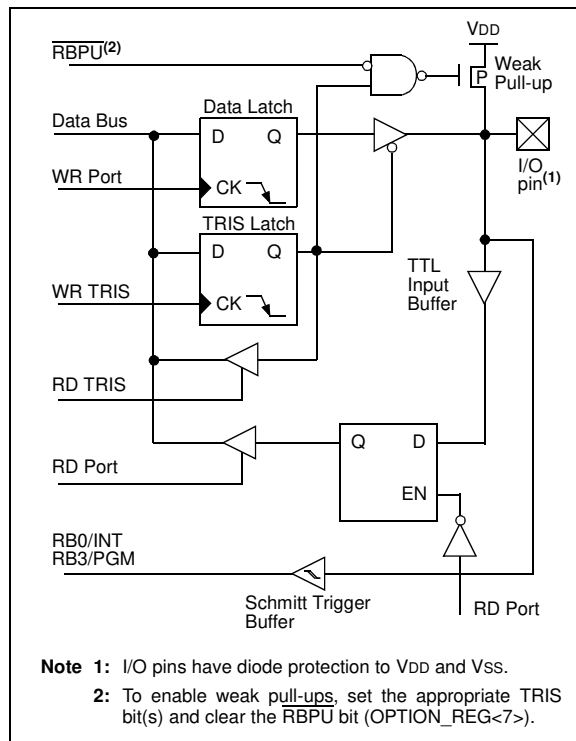 VDD
RBPU(2)
Weak
Pull-up
P
Data Latch
Data Bus
D Q
I/O
pin(1)
WR Port
CK
TRIS Latch
D Q
TTL
Input
Buffer
WR TRIS
CK
RD TRIS
Q D
RD Port
EN
RB0/INT
RB3/PGM
Schmitt Trigger
Buffer
RD Port
Note 1: I/O pins have diode protection to VDD and VSS.
2: To enable weak pull-ups, set the appropriate TRIS
bit(s) and clear the RBPU bit (OPTION_REG<7>).